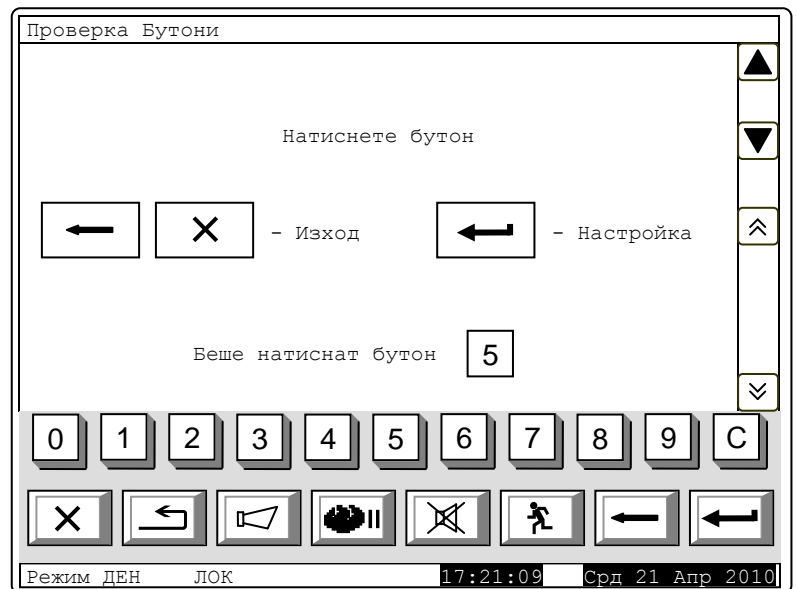 Проверка Бутони
Натиснете бутон
- Изход
- Настройка
Беше натиснат бутон 5
0 1 2 3 4 5 6 7 8 9 C
Режим ДЕН ЛОК 17:21:09 Срд 21 Апр 2010